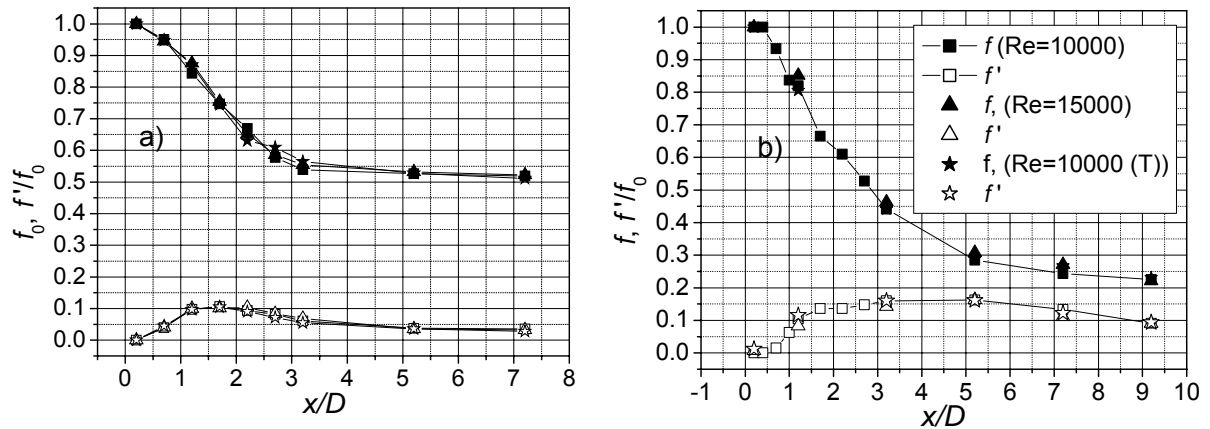 1.0
0.9
0.8
0.7
0.6
0.5
0.4
0.3
0.2
0.1
0.0
f0, f'/f0
a)
0 1 2 3 4 5 6 7 8
x/D
1.0
0.9
0.8
0.7
0.6
0.5
0.4
0.3
0.2
0.1
0.0
f, f'/f0
b)
f (Re=10000)
f'
f, (Re=15000)
f'
f, (Re=10000 (T))
f'
-1 0 1 2 3 4 5 6 7 8 9 10
x/D